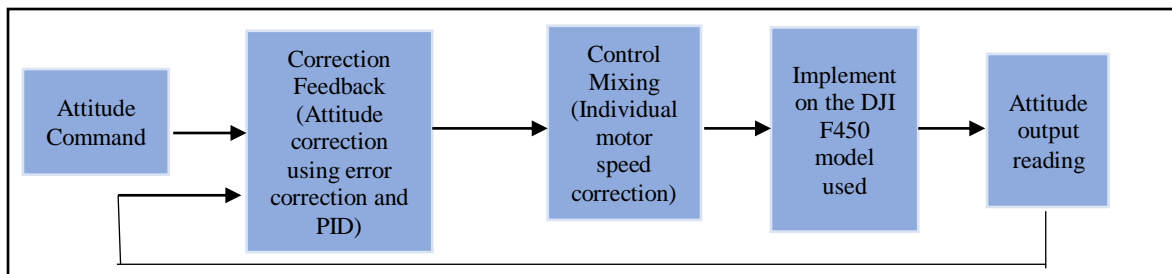 Attitude
Command
Correction
Feedback
(Attitude
correction
using error
correction and
PID)
Control
Mixing
(Individual
motor
speed
correction)
Implement
on the DJI
F450
model
used
Attitude
output
reading